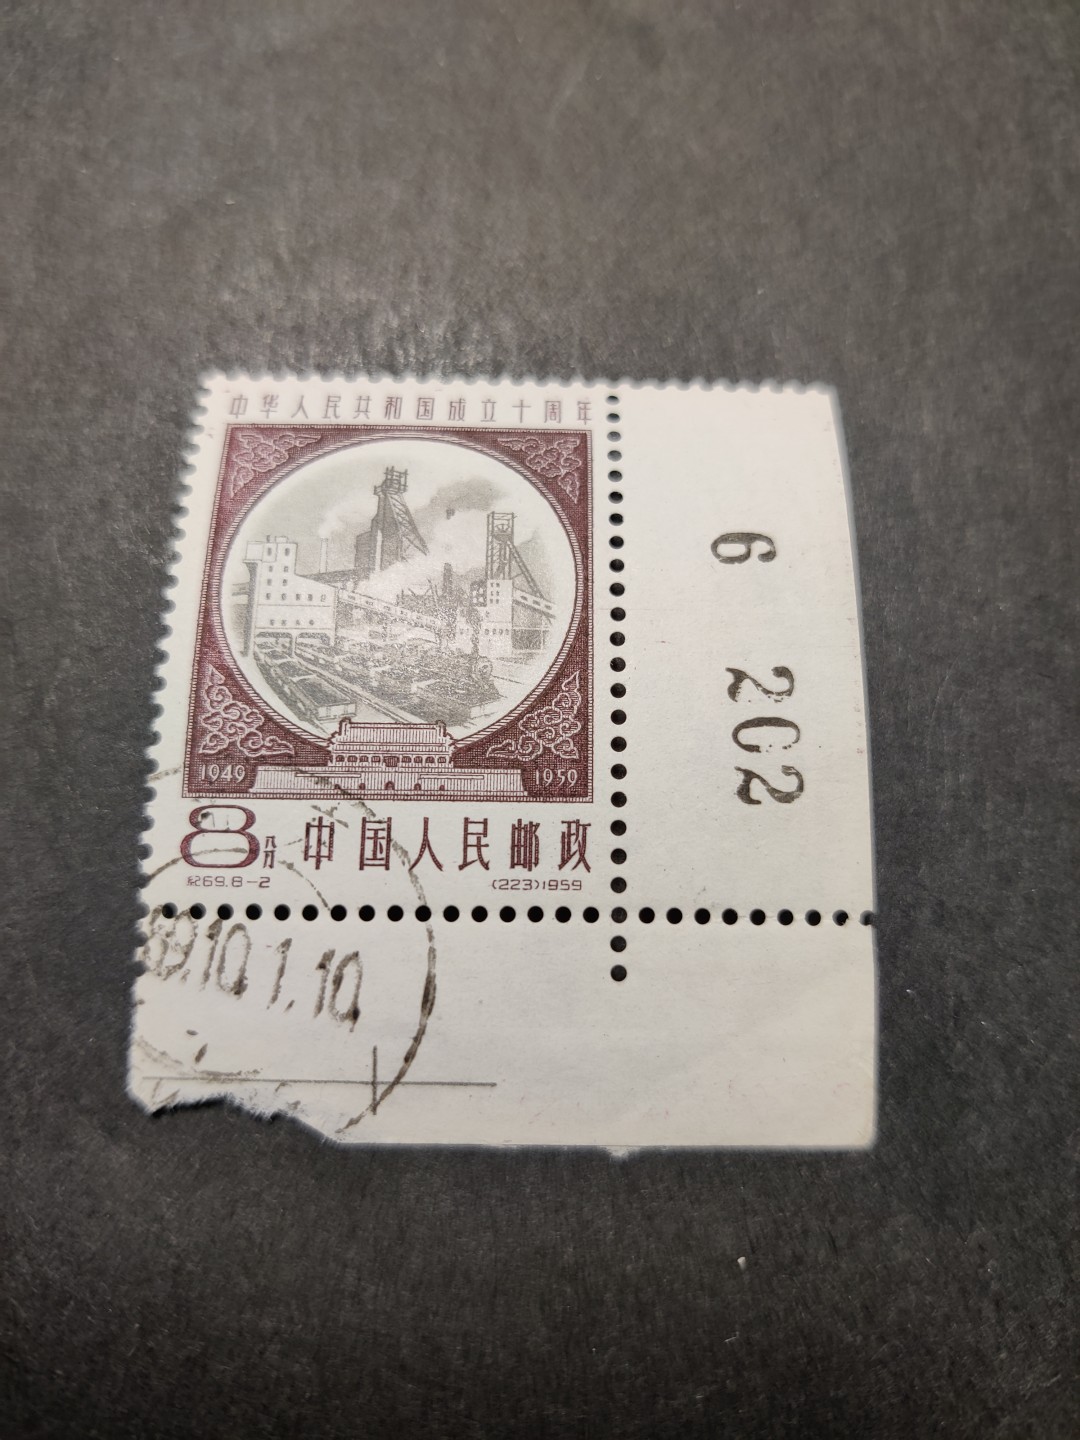 中华人民共和国成立十周年
1949 1959
8分 中国人民邮政
纪69.8-2 (223)1959
6 202
59.10.1.10